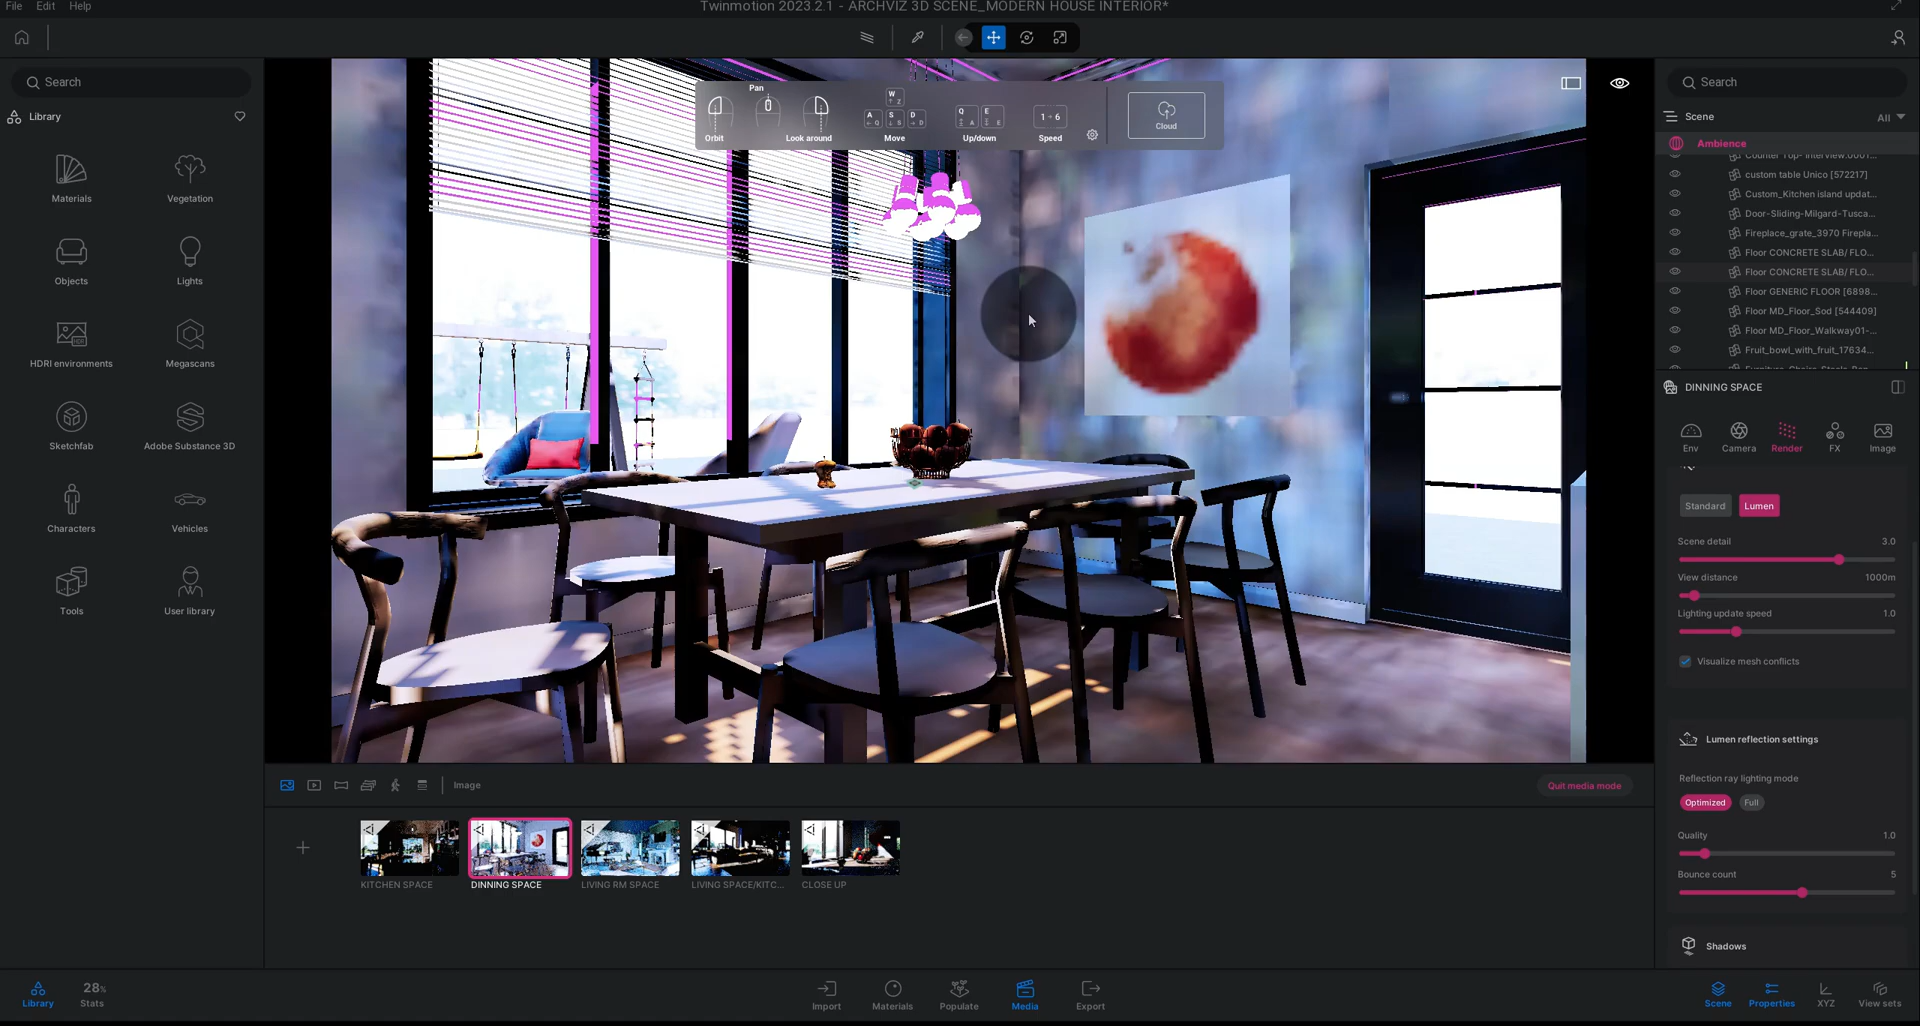 File Edit Help
Twinmotion 2023.2.1 - ARCHVIZ 3D SCENE_MODERN HOUSE INTERIOR*
Search
Library
Materials
Vegetation
Objects
Lights
HDRI environments
Megascans
Sketchfab
Adobe Substance 3D
Characters
Vehicles
Tools
User library
Pan
Orbit
Look around
W
A S D
Move
Q E
Up/down
1 - 6
Speed
Cloud
Search
Scene
All
Ambience
Counter Top- Interview.0001...
custom table Unico [572217]
Custom_Kitchen island updat...
Door-Sliding-Milgard-Tusca...
Fireplace_grate_3970 Firepla...
Floor CONCRETE SLAB/ FLO...
Floor CONCRETE SLAB/ FLO...
Floor GENERIC FLOOR [6898...
Floor MD_Floor_Sod [544409]
Floor MD_Floor_Walkway01-...
Fruit_bowl_with_fruit_17634...
DINNING SPACE
Env
Camera
Render
FX
Image
Standard
Lumen
Scene detail 3.0
View distance 1000m
Lighting update speed 1.0
Visualize mesh conflicts
Lumen reflection settings
Reflection ray lighting mode
Optimized
Full
Quality 1.0
Bounce count 5
Shadows
Image
Quit media mode
KITCHEN SPACE
DINNING SPACE
LIVING RM SPACE
LIVING SPACE/KITC...
CLOSE UP
Library
28%
Stats
Import
Materials
Populate
Media
Export
Scene
Properties
XYZ
View sets